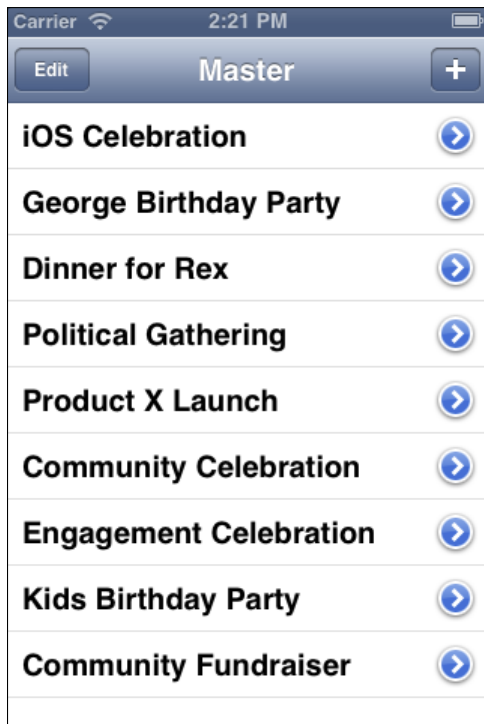 Carrier 2:21 PM
Edit Master +
iOS Celebration
George Birthday Party
Dinner for Rex
Political Gathering
Product X Launch
Community Celebration
Engagement Celebration
Kids Birthday Party
Community Fundraiser